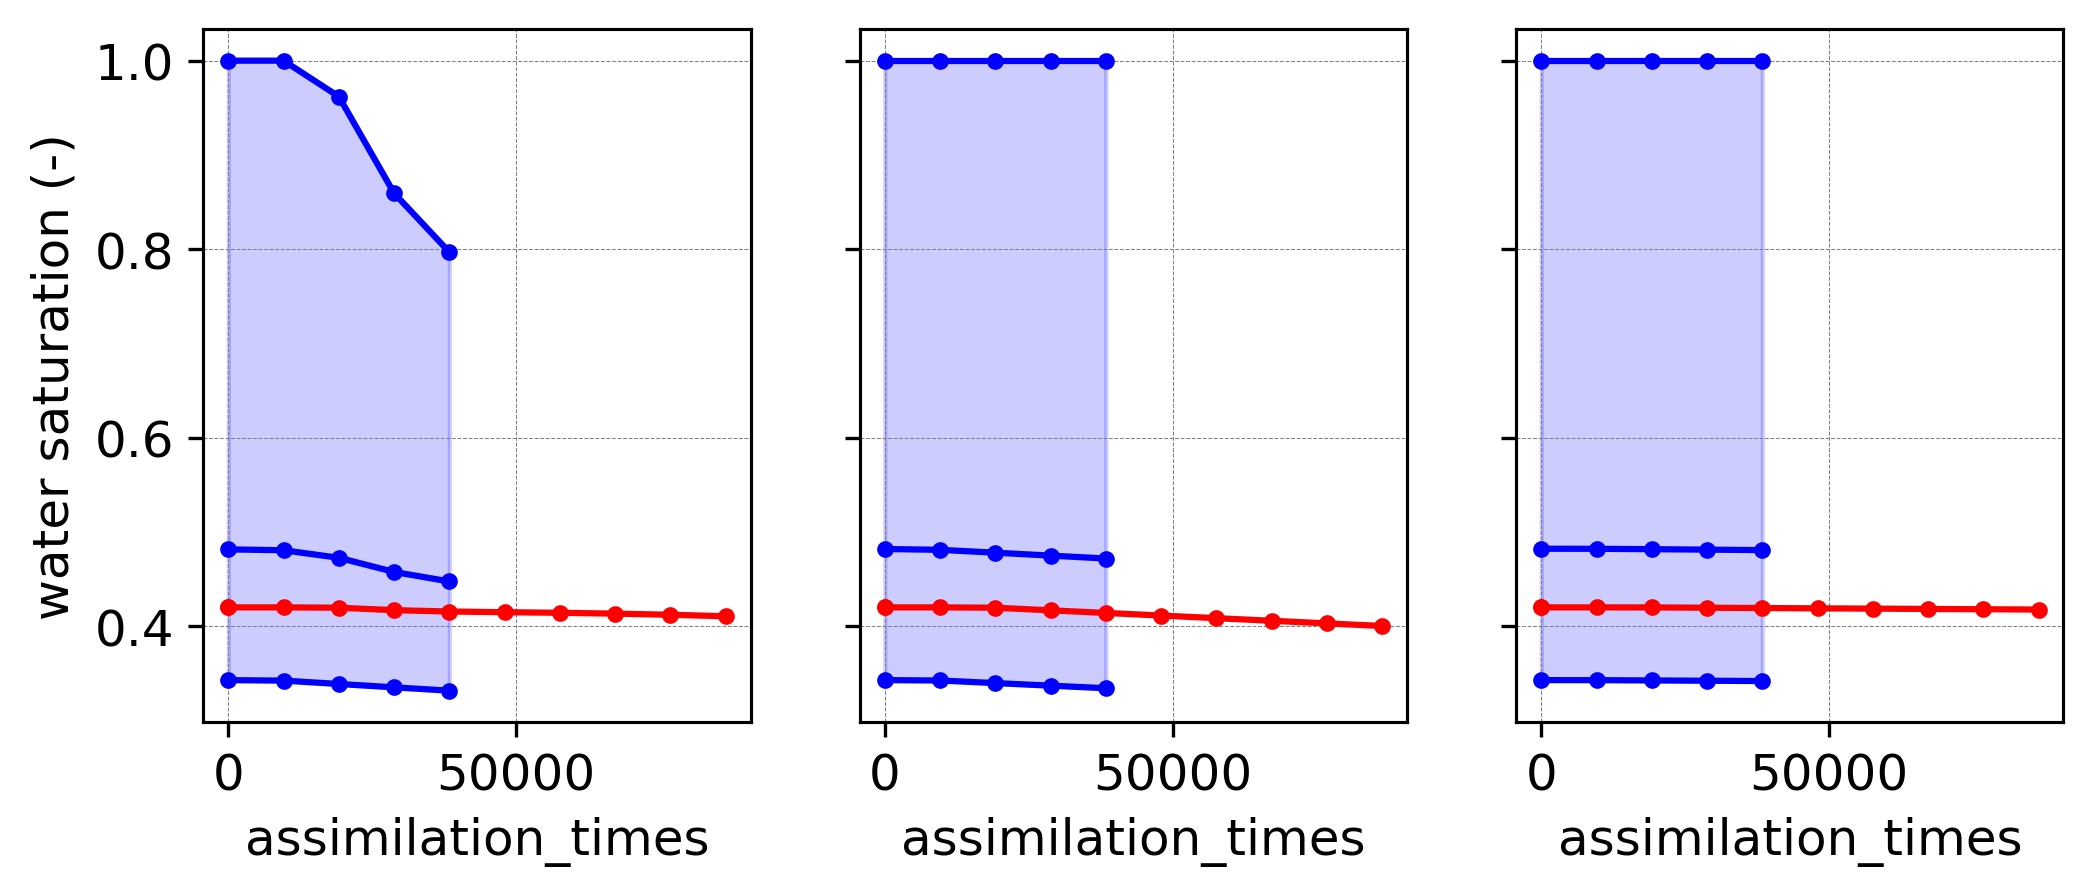 water saturation (-)
1.0
0.8
0.6
0.4
0 50000
0 50000
0 50000
assimilation_times
assimilation_times
assimilation_times